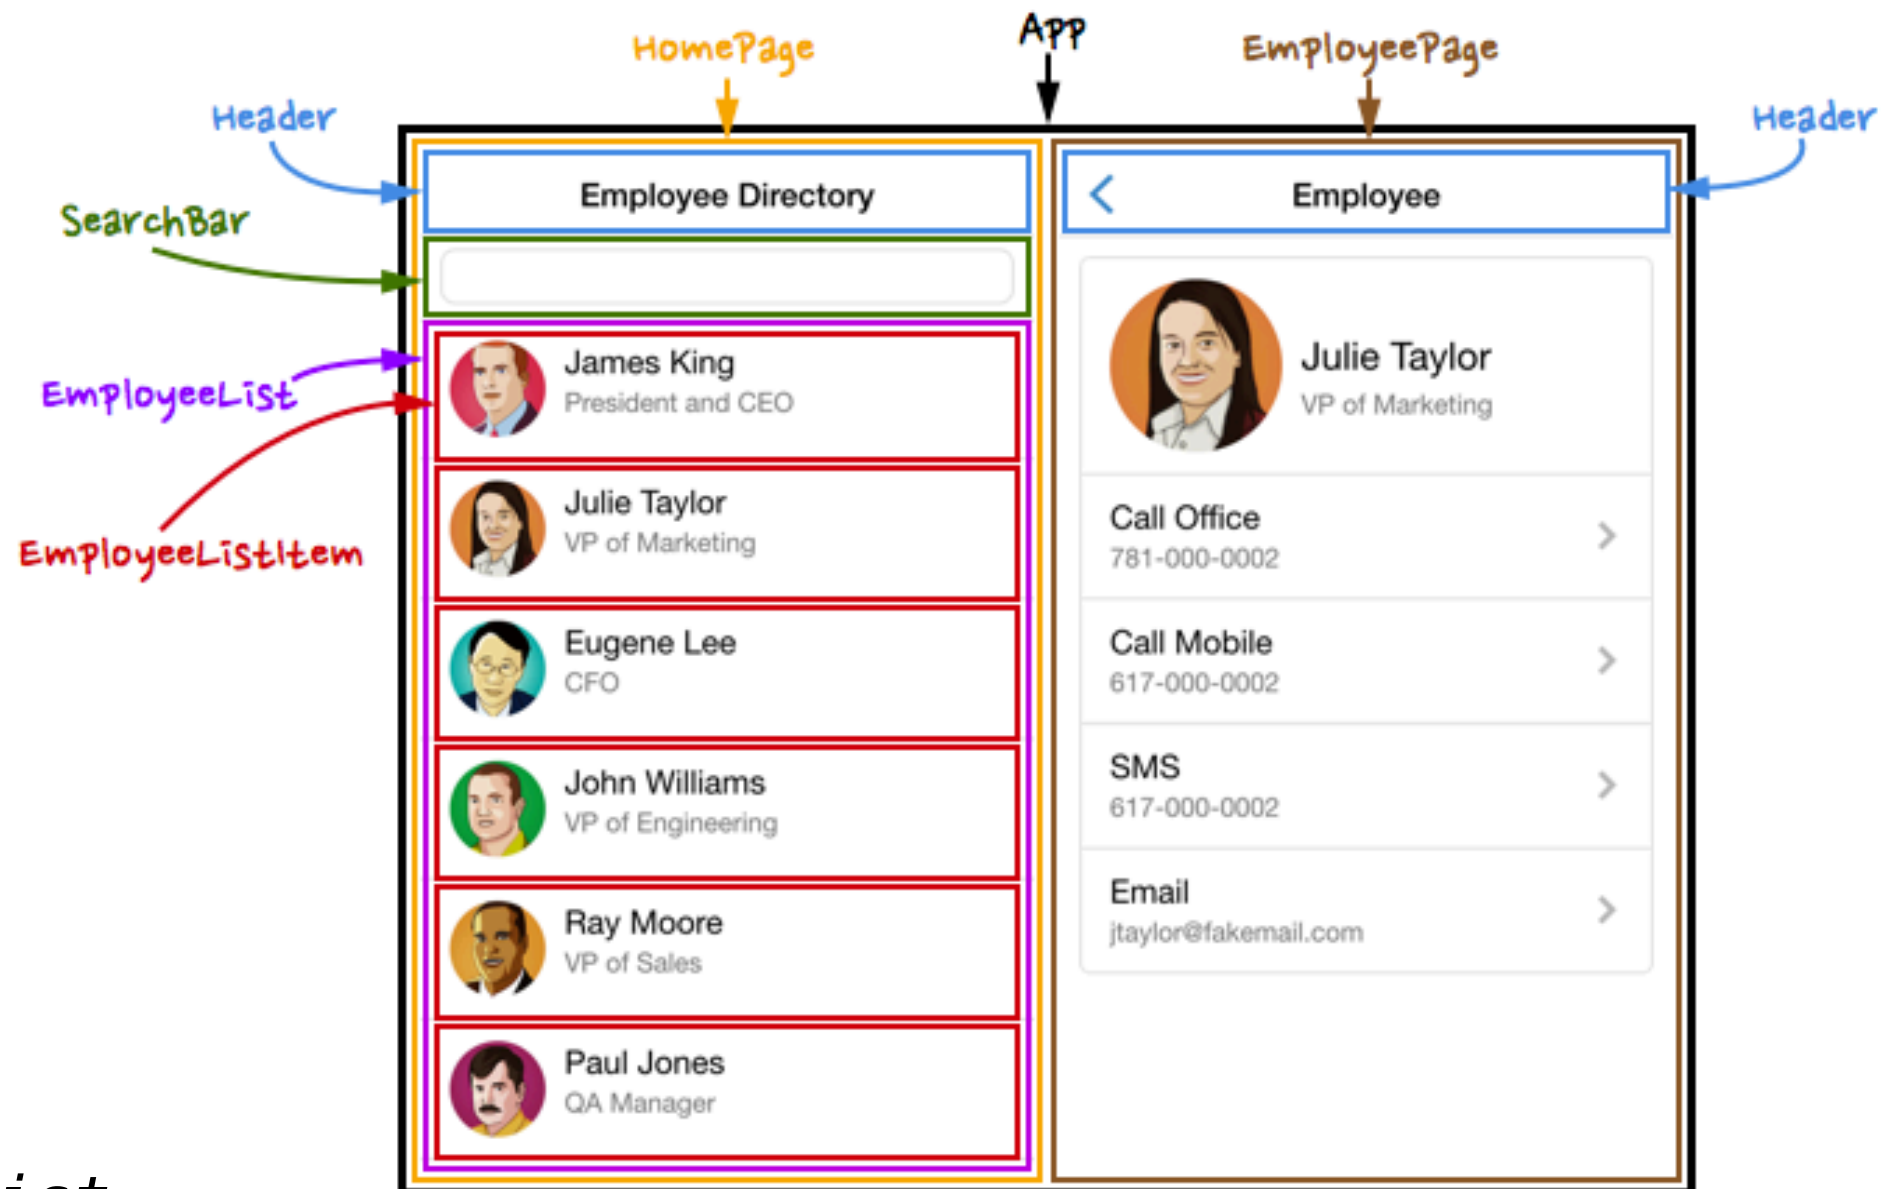 App
HomePage
EmployeePage
Header
Header
SearchBar
EmployeeList
EmployeeListItem
Employee Directory
James King
President and CEO
Julie Taylor
VP of Marketing
Eugene Lee
CFO
John Williams
VP of Engineering
Ray Moore
VP of Sales
Paul Jones
QA Manager
Employee
Julie Taylor
VP of Marketing
Call Office
781-000-0002
Call Mobile
617-000-0002
SMS
617-000-0002
Email
jtaylor@fakemail.com